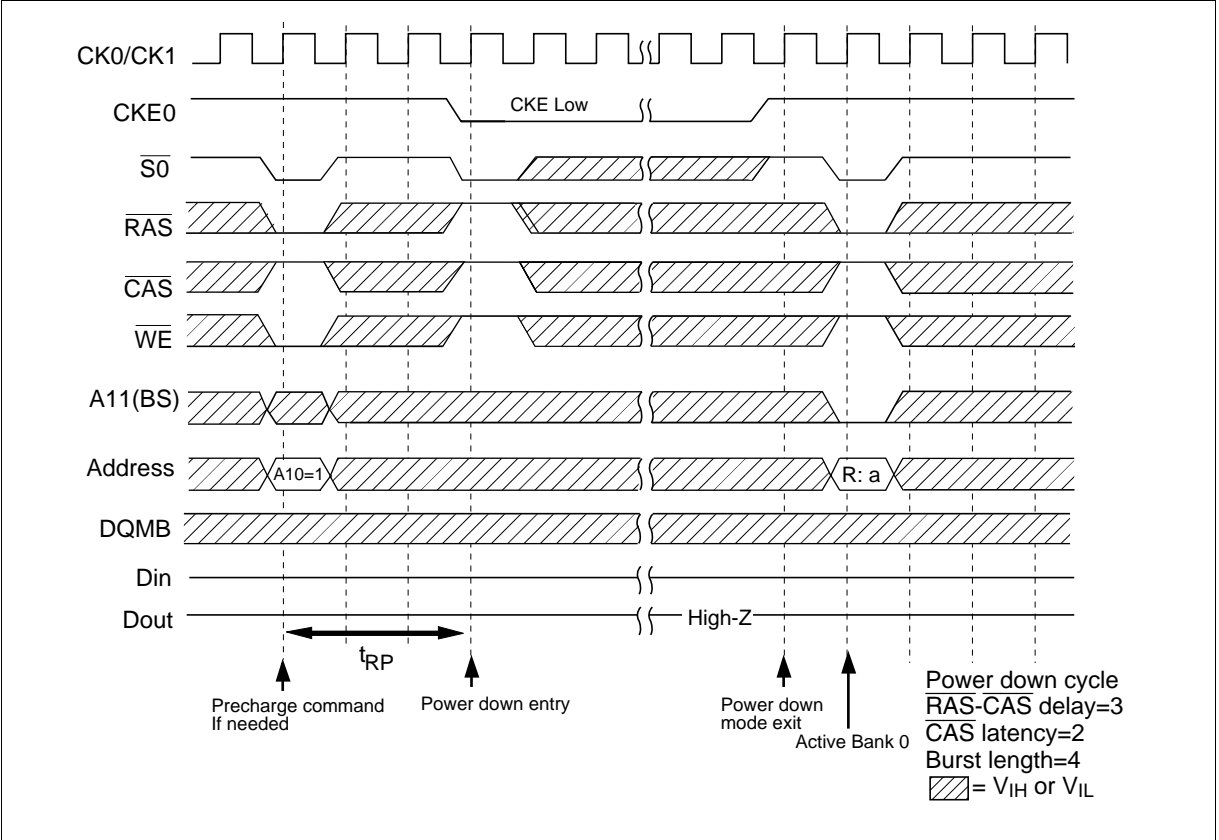 CK0/CK1
CKE0
CKE Low
S0
RAS
CAS
WE
A11(BS)
Address
A10=1
R: a
DQMB
Din
Dout
High-Z
tRP
Precharge command
If needed
Power down entry
Power down
mode exit
Active Bank 0
Power down cycle
RAS-CAS delay=3
CAS latency=2
Burst length=4
= VIH or VIL